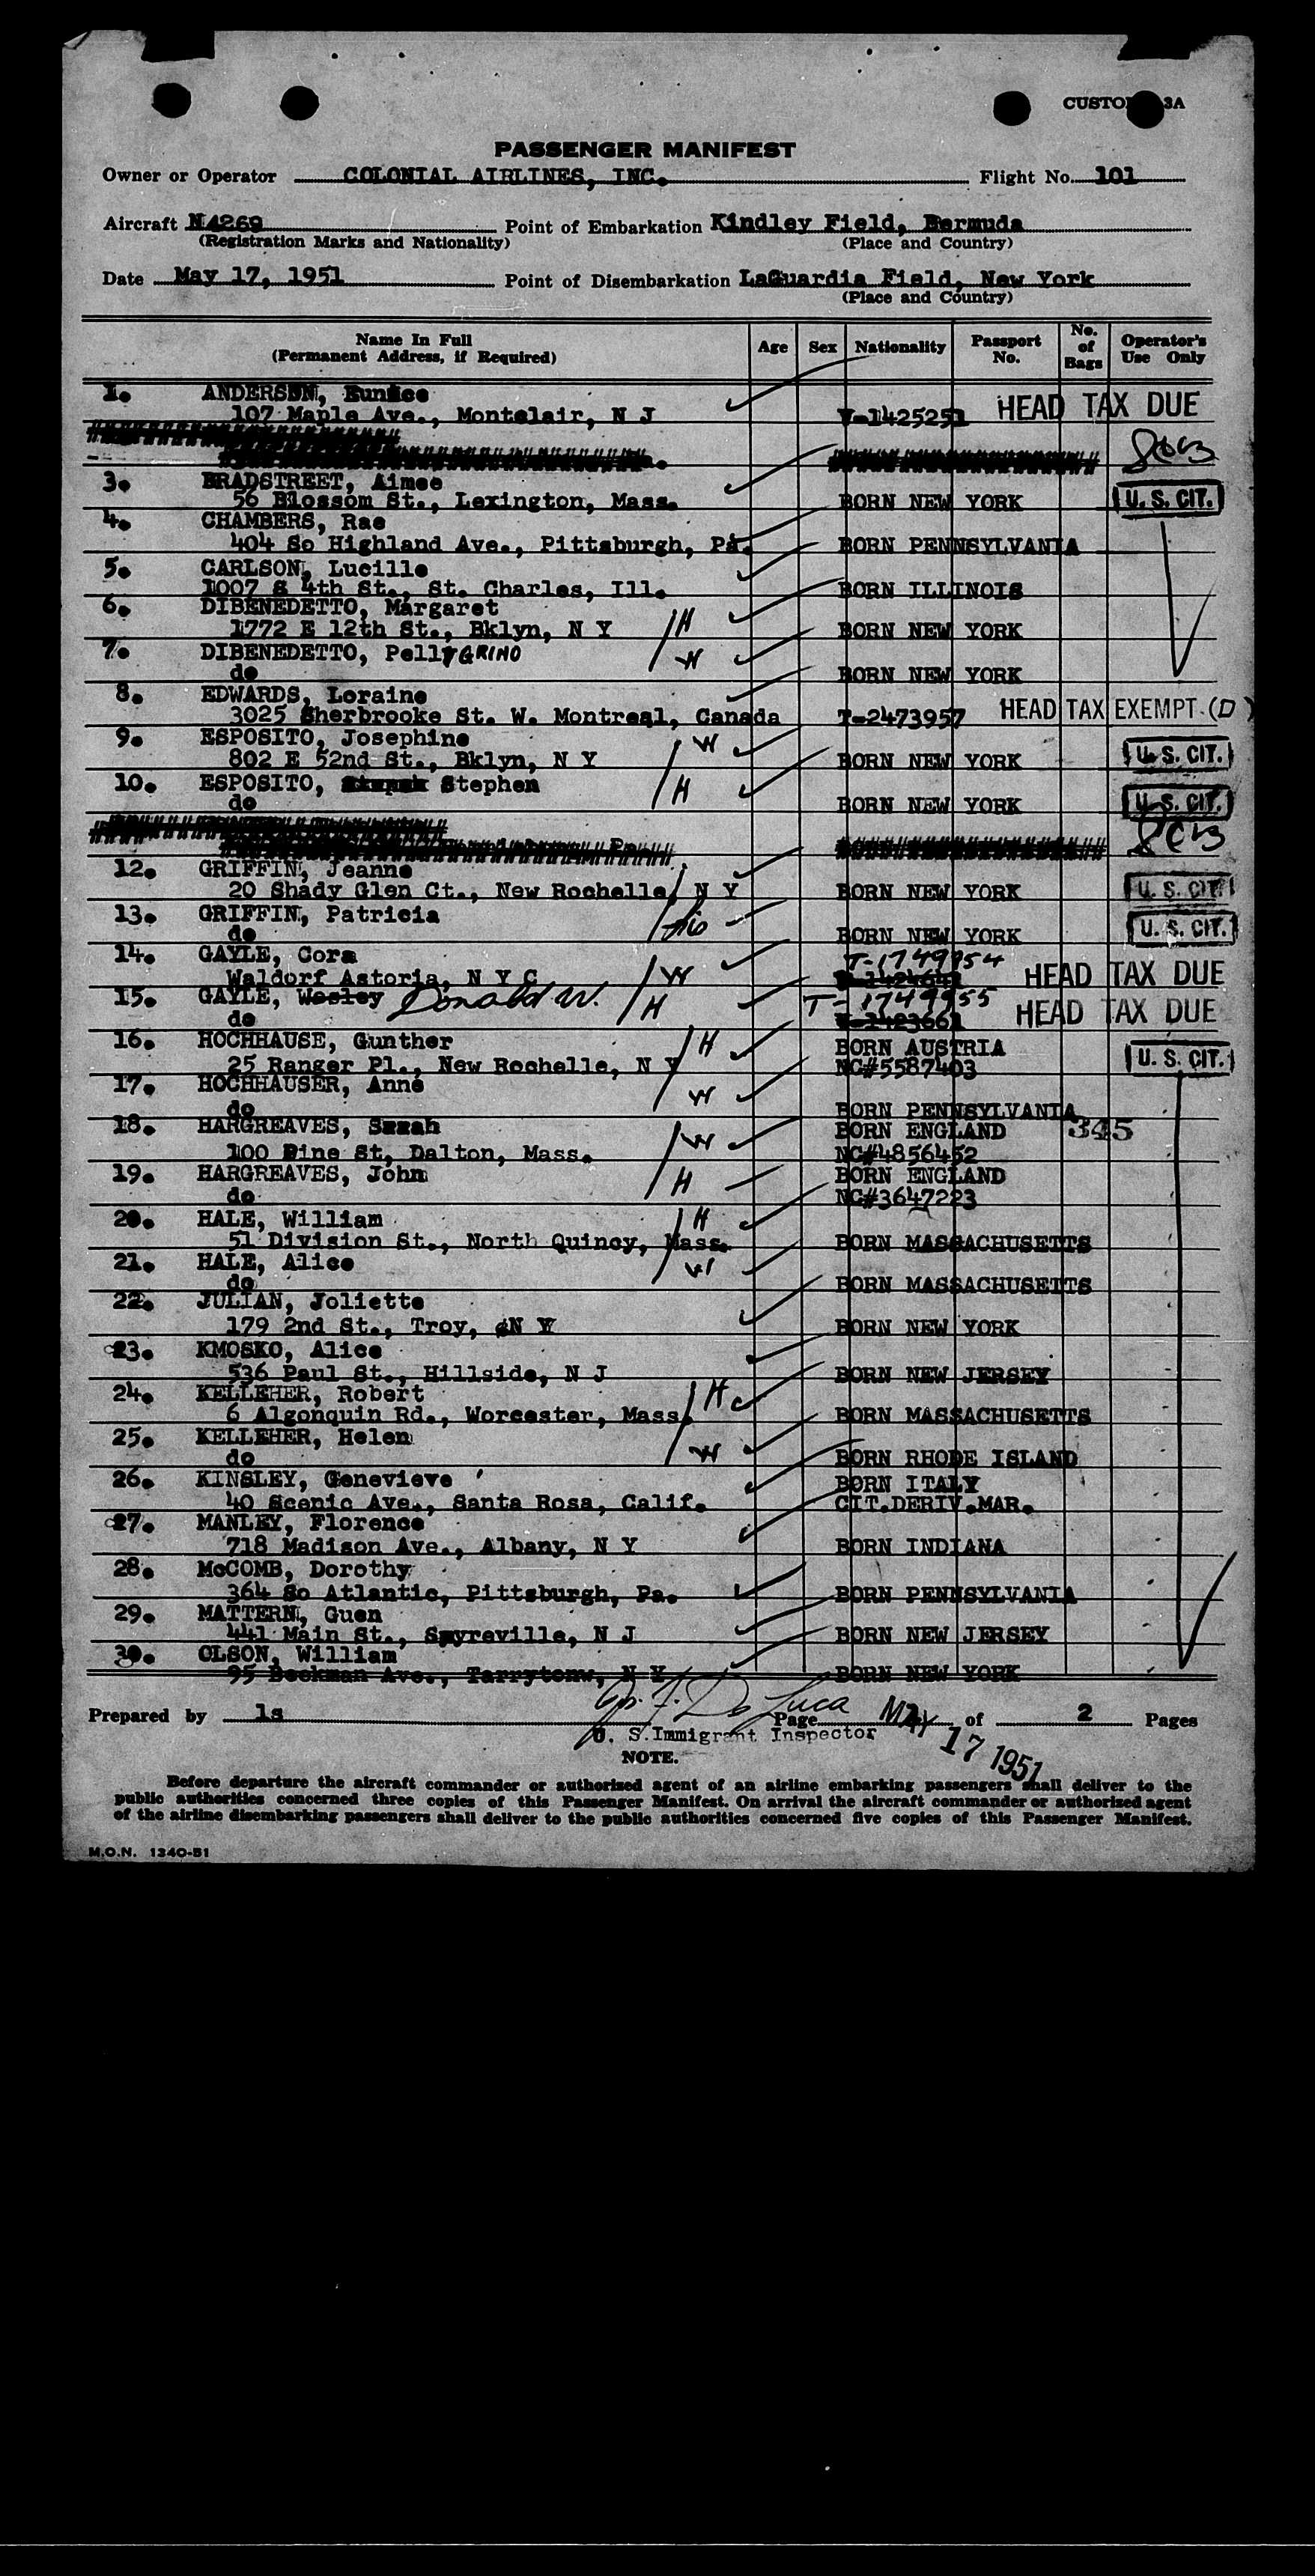 PASSENGER MANIFEST
Owner or Operator COLONIAL AIRLINES, INC. Flight No. 101
Aircraft N4269 Point of Embarkation Kindley Field, Bermuda
(Registration Marks and Nationality) (Place and Country)
Date May 17, 1951 Point of Disembarkation LaGuardia Field, New York
(Place and Country)
Name In Full (Permanent Address, if Required) Age Sex Nationality Passport No. No. of Bags Operator's Use Only
1. ANDERSON, Eunice
107 Maple Ave., Montclair, N J V-1425251 HEAD TAX DUE
3. BRADSTREET, Aimee
56 Blossom St., Lexington, Mass. BORN NEW YORK U. S. CIT.
4. CHAMBERS, Rae
404 So Highland Ave., Pittsburgh, Pa. BORN PENNSYLVANIA
5. CARLSON, Lucille
1007 S 4th St., St. Charles, Ill. BORN ILLINOIS
6. DIBENEDETTO, Margaret
1772 E 12th St., Bklyn, N Y H BORN NEW YORK
7. DIBENEDETTO, PellyGRINO
do W BORN NEW YORK
8. EDWARDS, Loraine
3025 Sherbrooke St. W. Montreal, Canada T-2473957 HEAD TAX EXEMPT (D)
9. ESPOSITO, Josephine W
802 E 52nd St., Bklyn, N Y BORN NEW YORK U. S. CIT.
10. ESPOSITO, Stephen
do H BORN NEW YORK U. S. CIT.
12. GRIFFIN, Jeanne
20 Shady Glen Ct., New Rochelle, N Y BORN NEW YORK U. S. CIT.
13. GRIFFIN, Patricia
do sis BORN NEW YORK U. S. CIT.
14. GAYLE, Cora T-1749954
Waldorf Astoria, N Y C W HEAD TAX DUE
15. GAYLE, Wesley Donald W. T-1749955
do H V-1423661 HEAD TAX DUE
16. HOCHHAUSE, Gunther H BORN AUSTRIA
25 Ranger Pl., New Rochelle, N Y NC#5587403 U. S. CIT.
17. HOCHHAUSER, Anne
do W BORN PENNSYLVANIA
18. HARGREAVES, Sarah BORN ENGLAND 345
100 Pine St, Dalton, Mass. W NC#4856452
19. HARGREAVES, John BORN ENGLAND
do H NC#3647223
20. HALE, William H
51 Division St., North Quincy, Mass. BORN MASSACHUSETTS
21. HALE, Alice
do W BORN MASSACHUSETTS
22. JULIAN, Joliette
179 2nd St., Troy, N Y BORN NEW YORK
23. KMOSKO, Alice
536 Paul St., Hillside, N J BORN NEW JERSEY
24. KELLEHER, Robert H
6 Algonquin Rd., Worcester, Mass. BORN MASSACHUSETTS
25. KELLEHER, Helen
do W BORN RHODE ISLAND
26. KINSLEY, Genevieve BORN ITALY
40 Scenic Ave., Santa Rosa, Calif. CIT.DERIV.MAR.
27. MANLEY, Florence
718 Madison Ave., Albany, N Y BORN INDIANA
28. McCOMB, Dorothy
364 So Atlantic, Pittsburgh, Pa. BORN PENNSYLVANIA
29. MATTERN, Guen
441 Main St., Sayreville, N J BORN NEW JERSEY
30. OLSON, William
95 Beekman Ave., Tarrytonw, N Y BORN NEW YORK
Prepared by ls Page of 2 Pages
U. S. Immigrant Inspector
MAY 17 1951
NOTE.
Before departure the aircraft commander or authorized agent of an airline embarking passengers shall deliver to the
public authorities concerned three copies of this Passenger Manifest. On arrival the aircraft commander or authorized agent
of the airline disembarking passengers shall deliver to the public authorities concerned five copies of this Passenger Manifest.
M.O.N. 1340-51